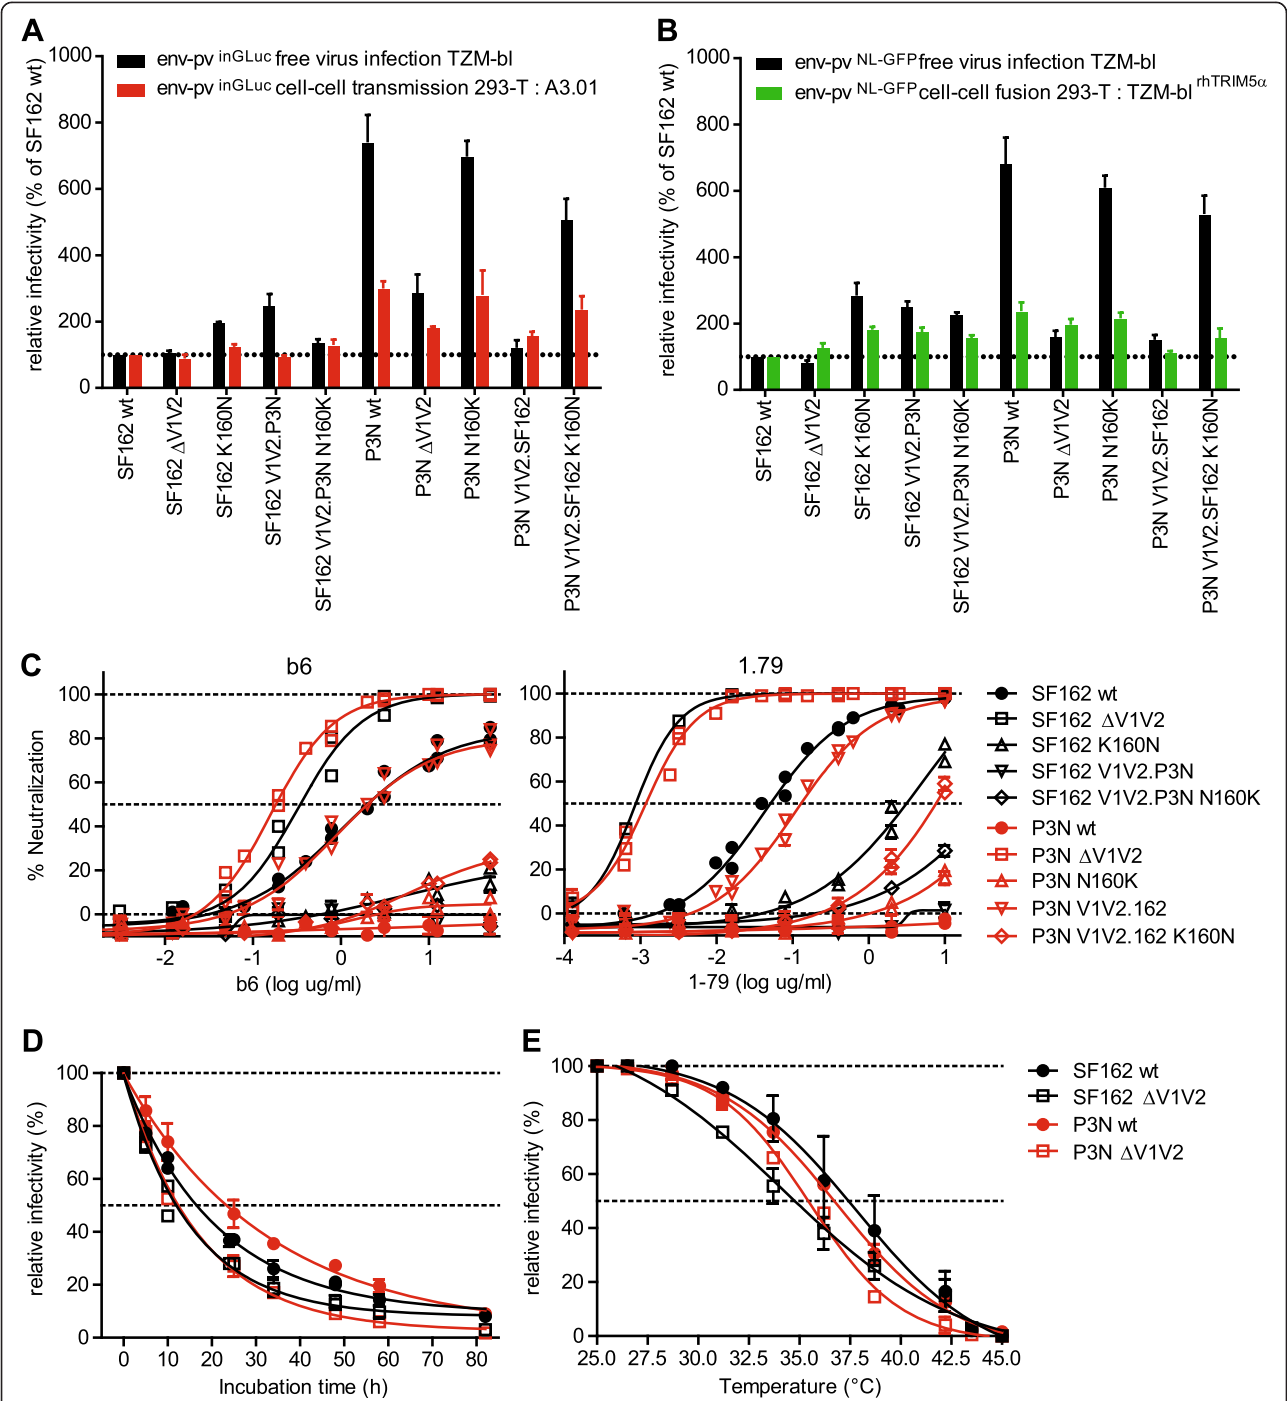 A
relative infectivity (% of SF162 wt)
1000
800
600
400
200
0
env-pv inGLuc free virus infection TZM-bl
env-pv inGLuc cell-cell transmission 293-T : A3.01
SF162 wt
SF162 ΔV1V2
SF162 K160N
SF162 V1V2.P3N
SF162 V1V2.P3N N160K
P3N wt
P3N ΔV1V2
P3N N160K
P3N V1V2.SF162
P3N V1V2.SF162 K160N
B
relative infectivity (% of SF162 wt)
1000
800
600
400
200
0
env-pv NL-GFP free virus infection TZM-bl
env-pv NL-GFP cell-cell fusion 293-T : TZM-bl rhTRIM5α
SF162 wt
SF162 ΔV1V2
SF162 K160N
SF162 V1V2.P3N
SF162 V1V2.P3N N160K
P3N wt
P3N ΔV1V2
P3N N160K
P3N V1V2.SF162
P3N V1V2.SF162 K160N
C
b6
% Neutralization
100
80
60
40
20
0
-2 -1 0 1
b6 (log ug/ml)
1.79
100
80
60
40
20
0
-4 -3 -2 -1 0 1
1-79 (log ug/ml)
SF162 wt
SF162 ΔV1V2
SF162 K160N
SF162 V1V2.P3N
SF162 V1V2.P3N N160K
P3N wt
P3N ΔV1V2
P3N N160K
P3N V1V2.162
P3N V1V2.162 K160N
D
relative infectivity (%)
100
80
60
40
20
0
0 10 20 30 40 50 60 70 80
Incubation time (h)
E
relative infectivity (%)
100
80
60
40
20
0
25.0 27.5 30.0 32.5 35.0 37.5 40.0 42.5 45.0
Temperature (°C)
SF162 wt
SF162 ΔV1V2
P3N wt
P3N ΔV1V2